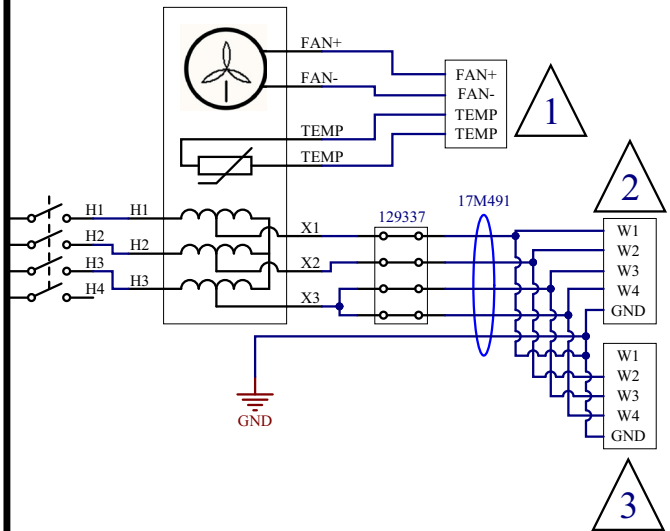 FAN+
FAN-
TEMP
TEMP
FAN+
FAN-
TEMP
TEMP
1
H1
H1
H2
H2
H3
H3
H4
X1
X2
X3
129337
17M491
2
W1
W2
W3
W4
GND
W1
W2
W3
W4
GND
3
GND